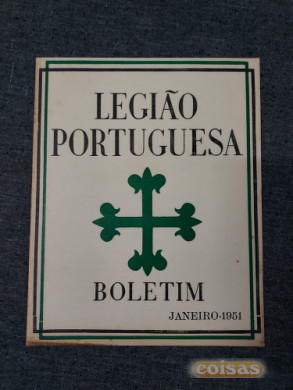 LEGIÃO
PORTUGUESA
BOLETIM
JANEIRO-1951
coisas